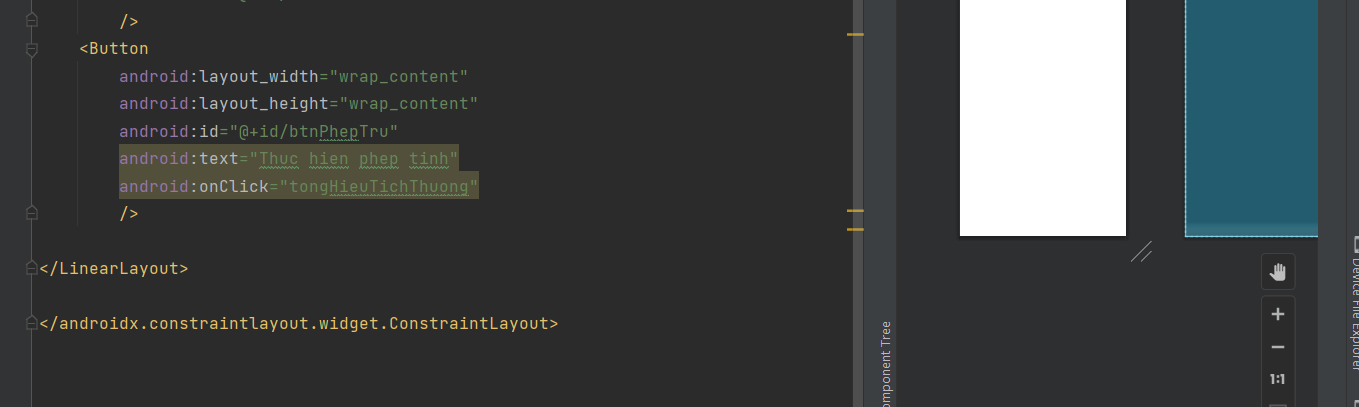 />
<Button
android:layout_width="wrap_content"
android:layout_height="wrap_content"
android:id="@+id/btnPhepTru"
android:text="Thuc hien phep tinh"
android:onClick="tongHieuTichThuong"
/>
</LinearLayout>
</androidx.constraintlayout.widget.ConstraintLayout>
omponent Tree
1:1
Device File Explorer